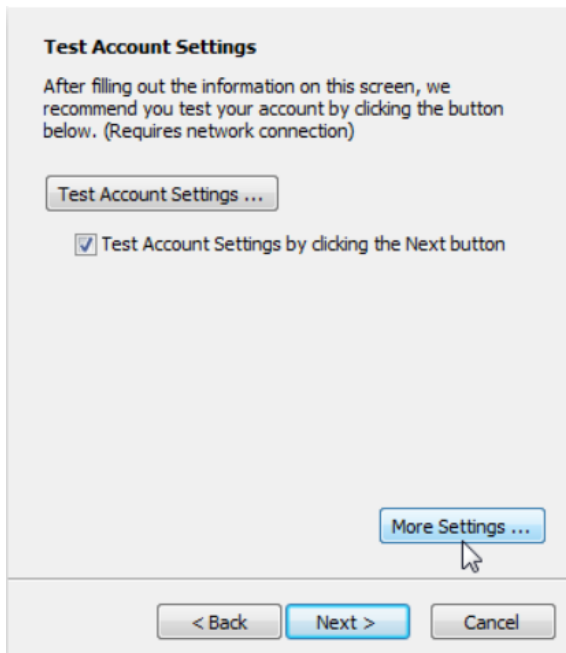 Test Account Settings
After filling out the information on this screen, we
recommend you test your account by clicking the button
below. (Requires network connection)
Test Account Settings ...
Test Account Settings by clicking the Next button
More Settings ...
< Back
Next >
Cancel